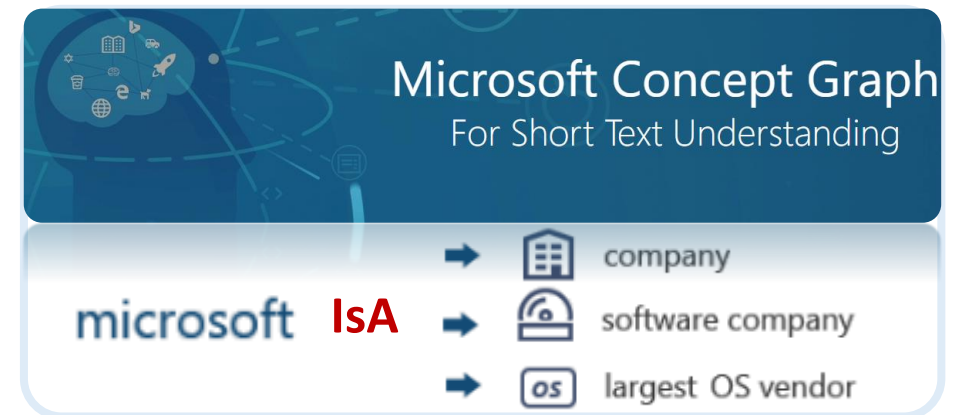 Microsoft Concept Graph
For Short Text Understanding
company
microsoft IsA software company
os largest OS vendor